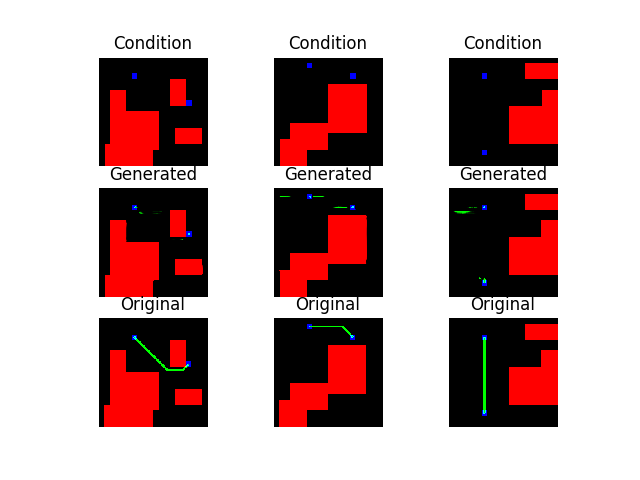 Condition Condition Condition
Generated Generated Generated
Original Original Original